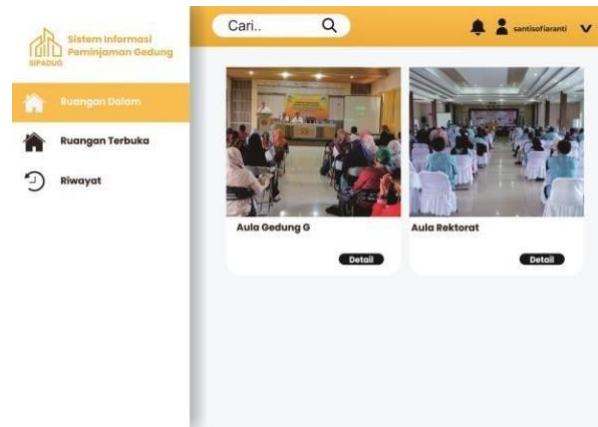 Sistem Informasi
Peminjaman Gedung
SIPADUG
Cari..
santisofiaranti
Ruangan Dalam
Ruangan Terbuka
Riwayat
Aula Gedung G
Detail
Aula Rektorat
Detail